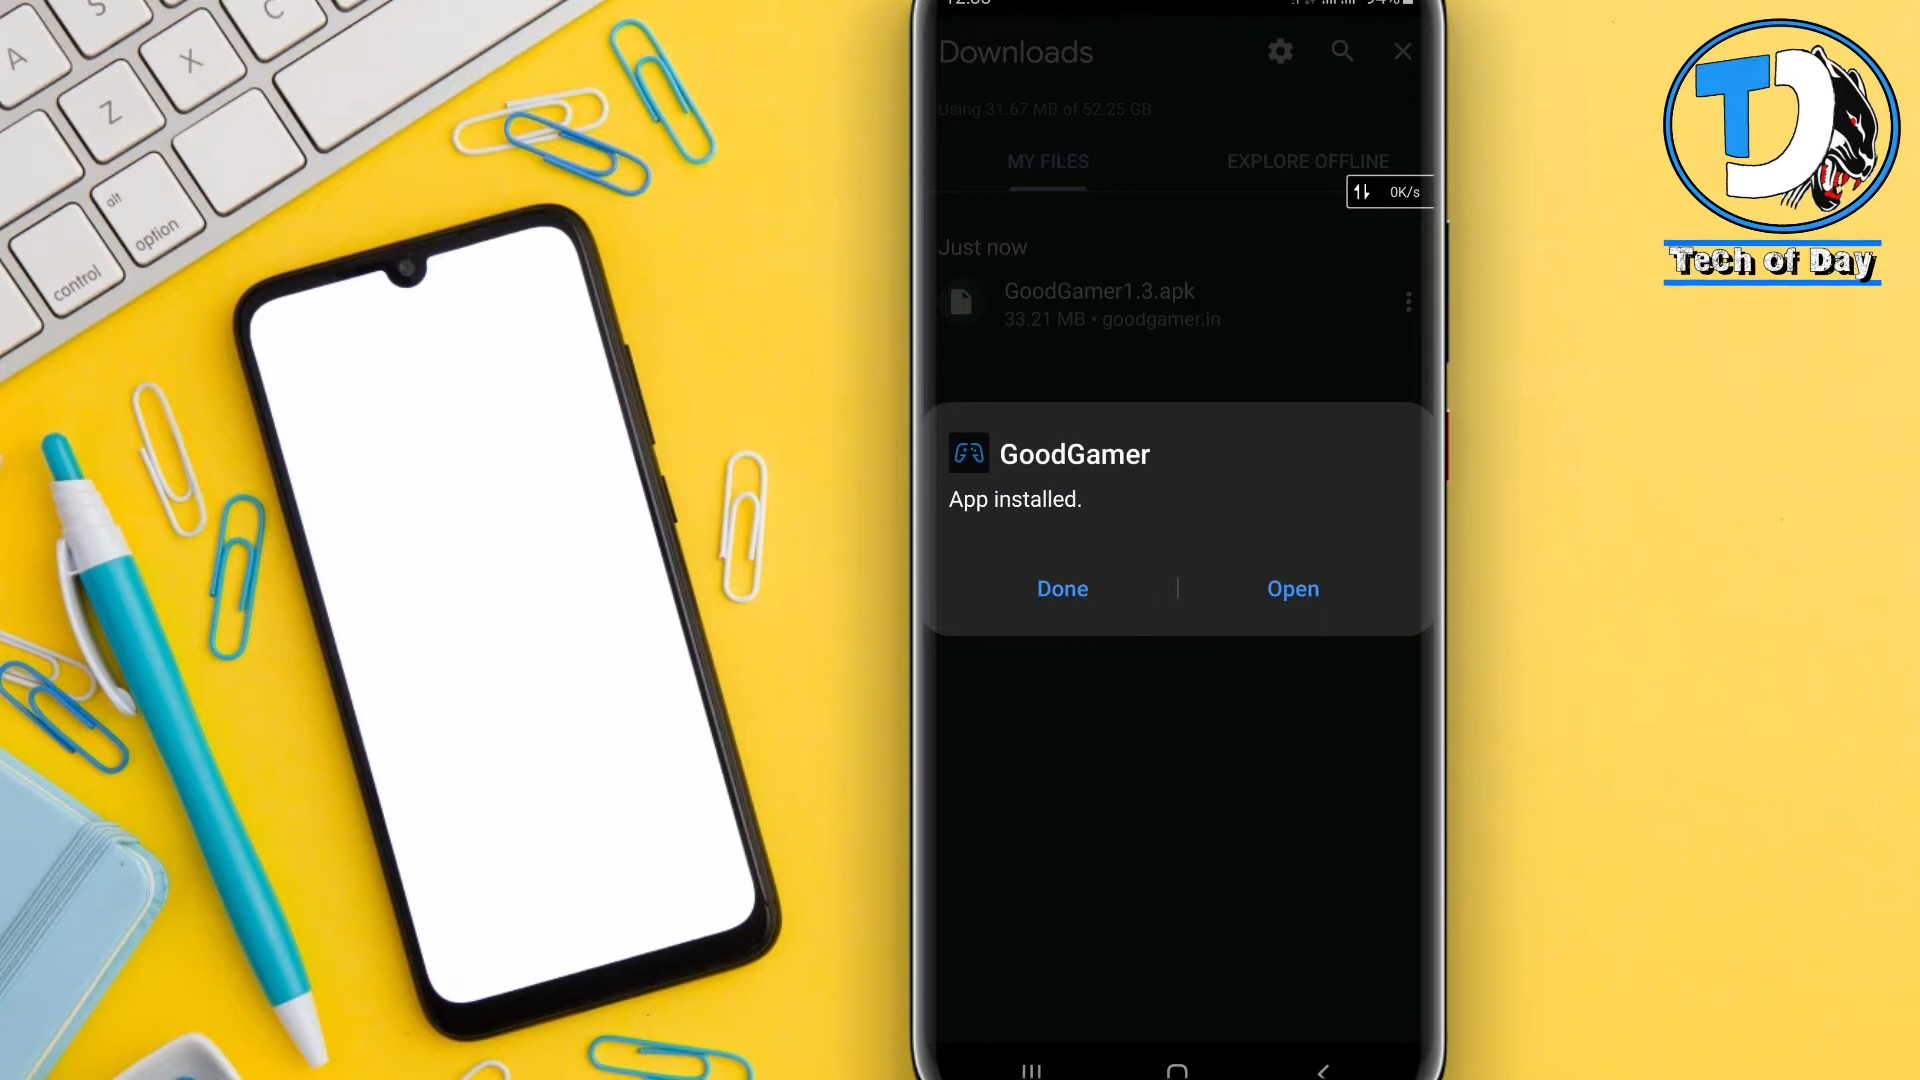 A
S
C
Z
X
alt
option
control
Downloads
Using 31.67 MB of 52.25 GB
MY FILES
EXPLORE OFFLINE
0K/s
Just now
GoodGamer1.3.apk
33.21 MB • goodgamer.in
GoodGamer
App installed.
Done
Open
TD
Tech of Day